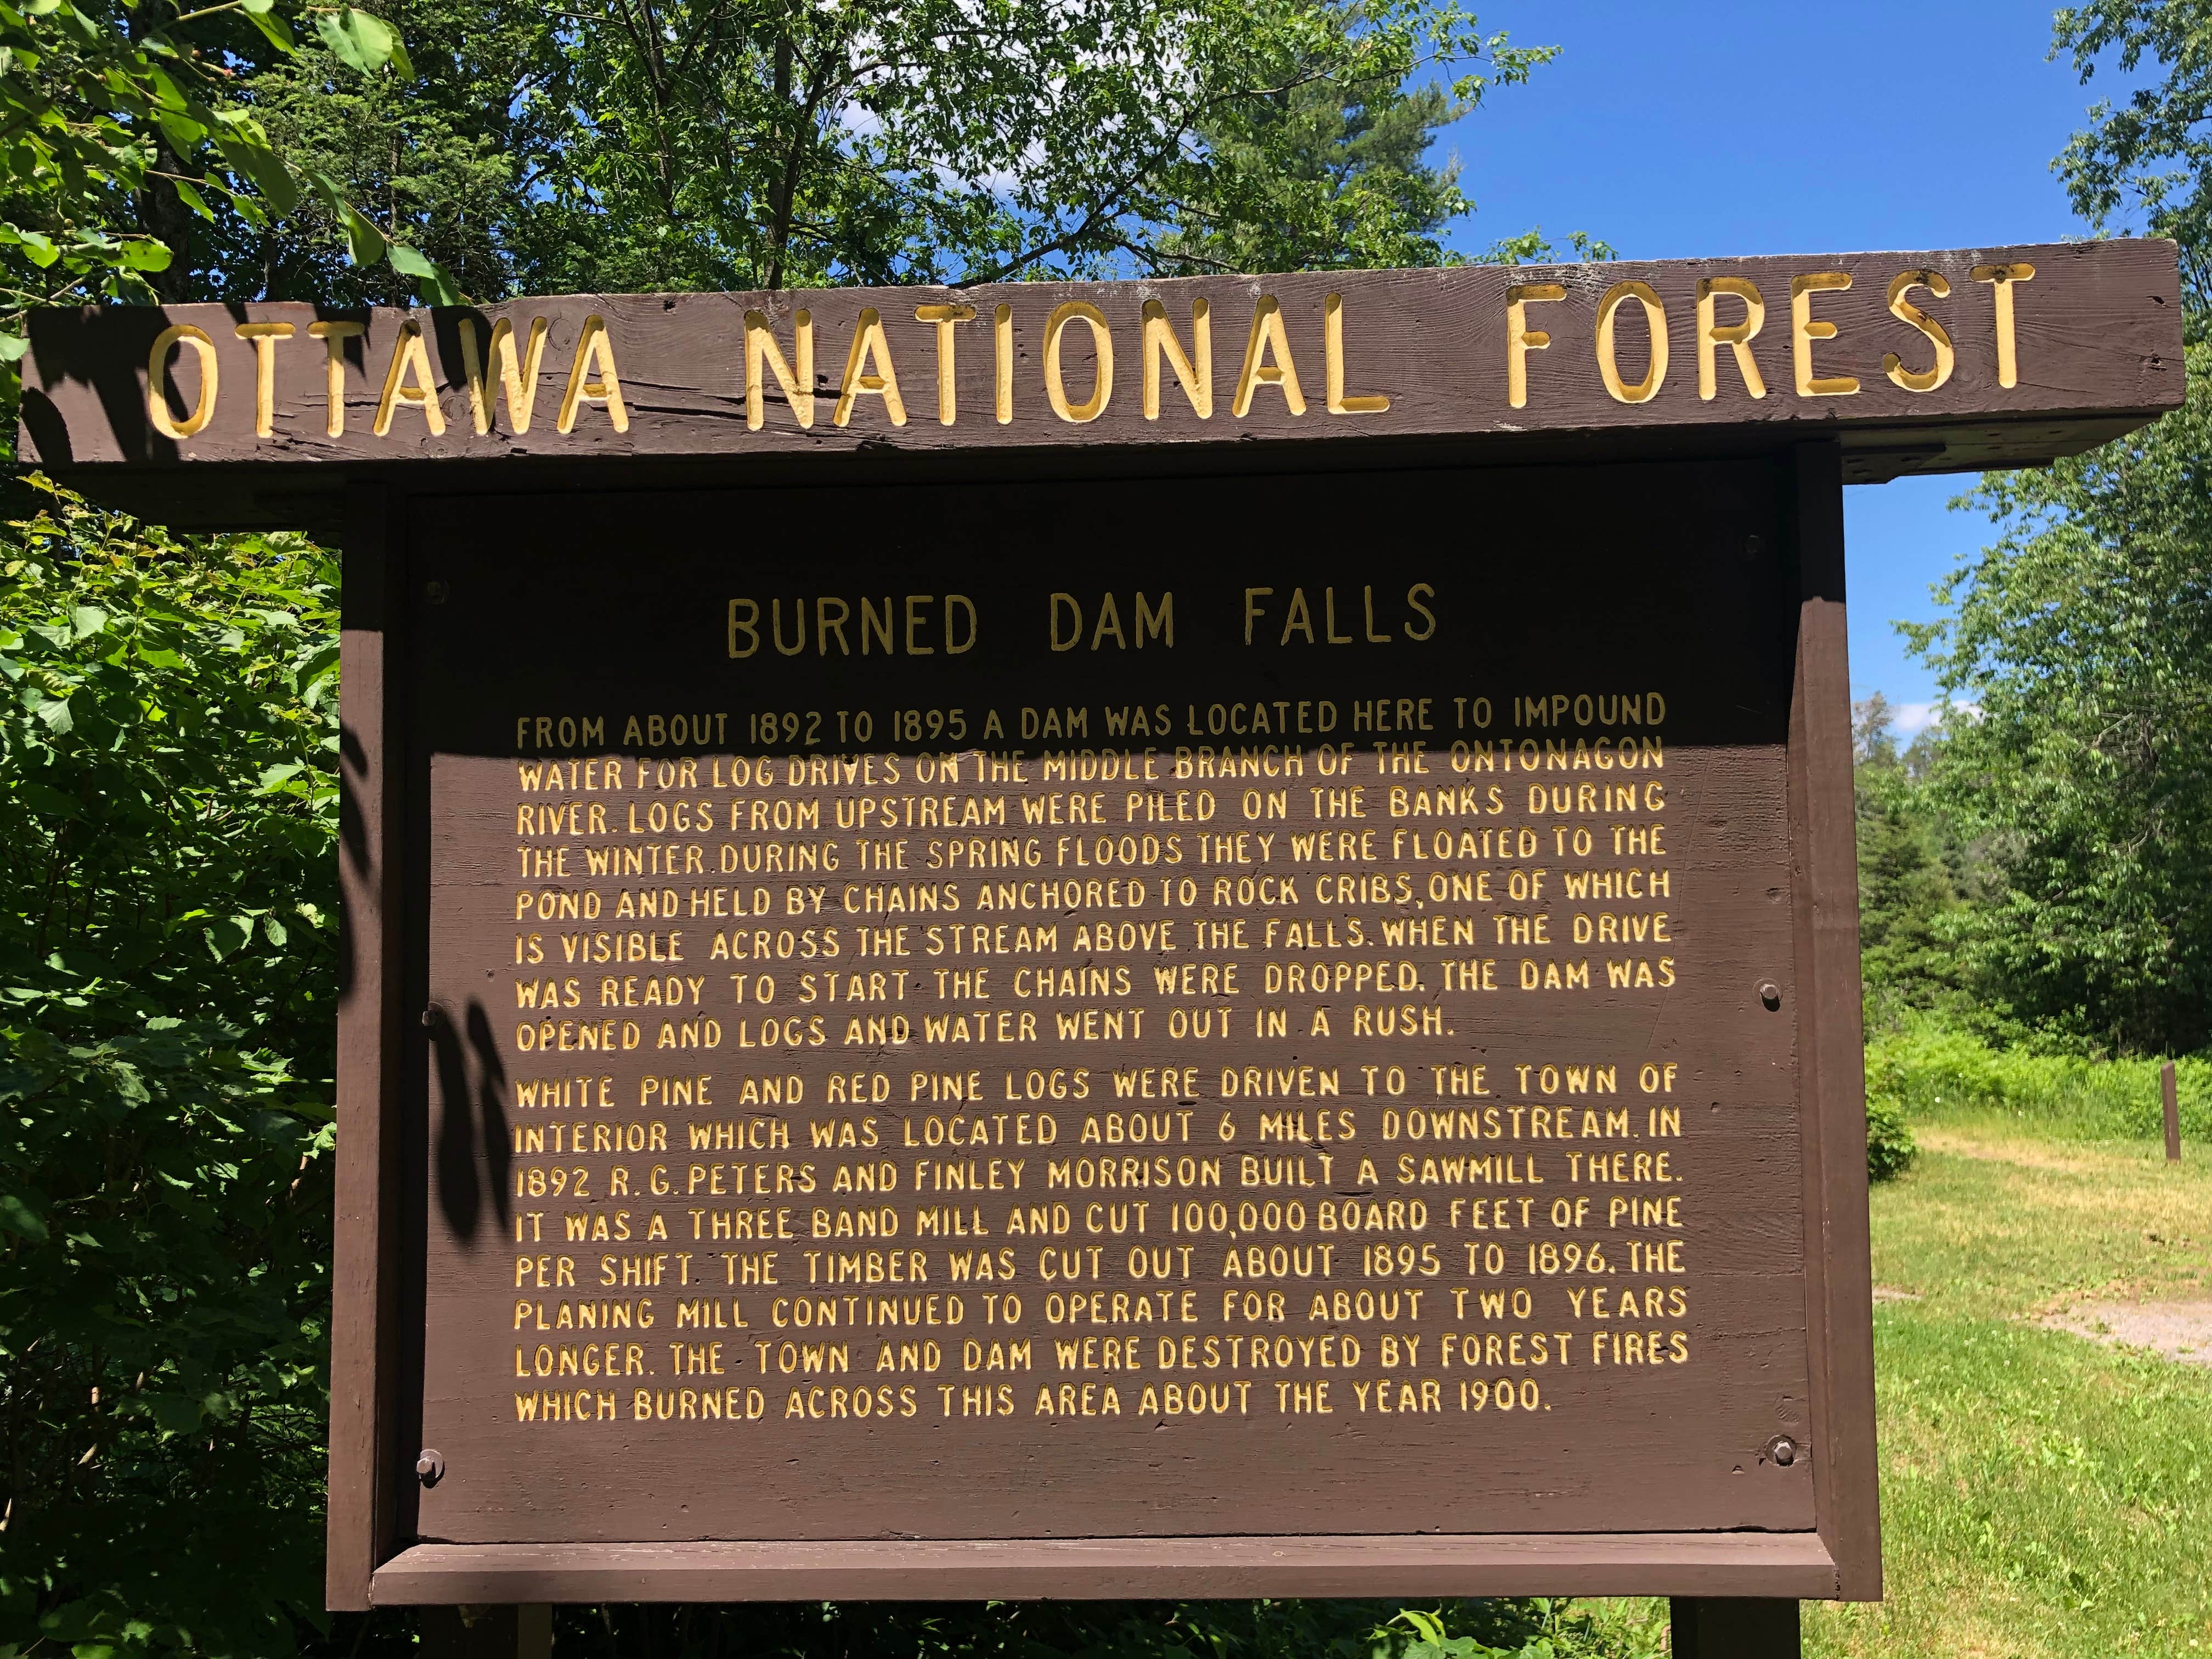 OTTAWA NATIONAL FOREST
BURNED DAM FALLS
FROM ABOUT 1892 TO 1895 A DAM WAS LOCATED HERE TO IMPOUND
WATER FOR LOG DRIVES ON THE MIDDLE BRANCH OF THE ONTONAGON
RIVER. LOGS FROM UPSTREAM WERE PILED ON THE BANKS DURING
THE WINTER. DURING THE SPRING FLOODS THEY WERE FLOATED TO THE
POND AND HELD BY CHAINS ANCHORED TO ROCK CRIBS, ONE OF WHICH
IS VISIBLE ACROSS THE STREAM ABOVE THE FALLS. WHEN THE DRIVE
WAS READY TO START THE CHAINS WERE DROPPED. THE DAM WAS
OPENED AND LOGS AND WATER WENT OUT IN A RUSH.
WHITE PINE AND RED PINE LOGS WERE DRIVEN TO THE TOWN OF
INTERIOR WHICH WAS LOCATED ABOUT 6 MILES DOWNSTREAM. IN
1892 R. G. PETERS AND FINLEY MORRISON BUILT A SAWMILL THERE.
IT WAS A THREE BAND MILL AND CUT 100,000 BOARD FEET OF PINE
PER SHIFT. THE TIMBER WAS CUT OUT ABOUT 1895 TO 1896. THE
PLANING MILL CONTINUED TO OPERATE FOR ABOUT TWO YEARS
LONGER. THE TOWN AND DAM WERE DESTROYED BY FOREST FIRES
WHICH BURNED ACROSS THIS AREA ABOUT THE YEAR 1900.